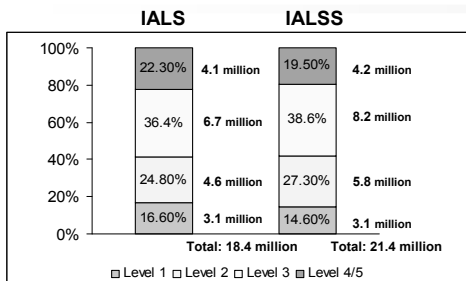 IALS IALSS
100% 22.30% 4.1 million 19.50% 4.2 million
80%
60% 36.4% 6.7 million 38.6% 8.2 million
40%
24.80% 4.6 million 27.30% 5.8 million
20%
16.60% 3.1 million 14.60% 3.1 million
0%
Total: 18.4 million Total: 21.4 million
Level 1 Level 2 Level 3 Level 4/5